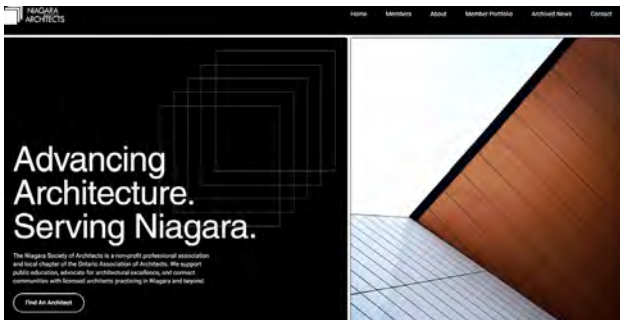 NIAGARA
ARCHITECTS
Home Members About Member Portfolio Archived News Contact
Advancing
Architecture.
Serving Niagara.
The Niagara Society of Architects is a non-profit professional association
and local chapter of the Ontario Association of Architects. We support
public education, advocate for architectural excellence, and connect
communities with licensed architects practicing in Niagara and beyond.
Find An Architect